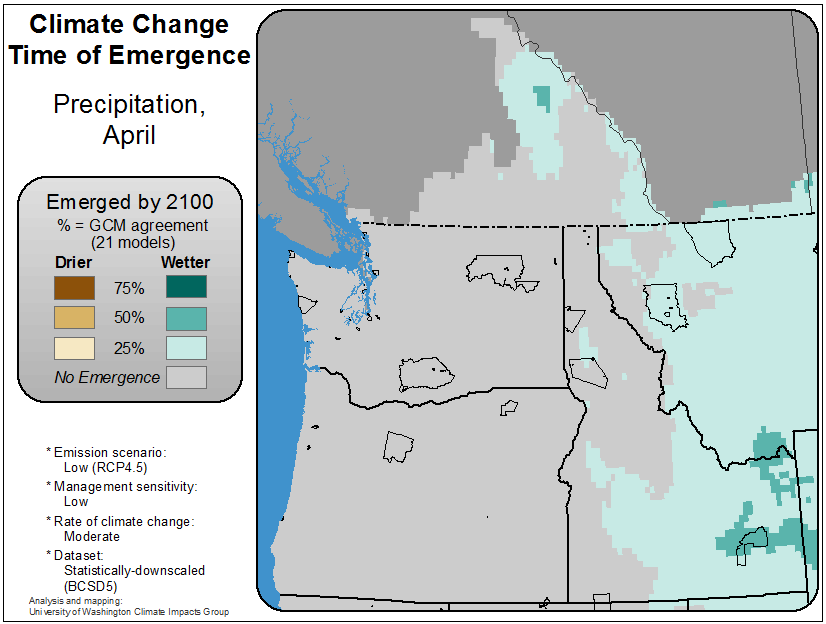 Climate Change
Time of Emergence
Precipitation,
April
Emerged by 2100
% = GCM agreement
(21 models)
Drier Wetter
75%
50%
25%
No Emergence
* Emission scenario:
Low (RCP4.5)
* Management sensitivity:
Low
* Rate of climate change:
Moderate
* Dataset:
Statistically-downscaled
(BCSD5)
Analysis and mapping:
University of Washington Climate Impacts Group